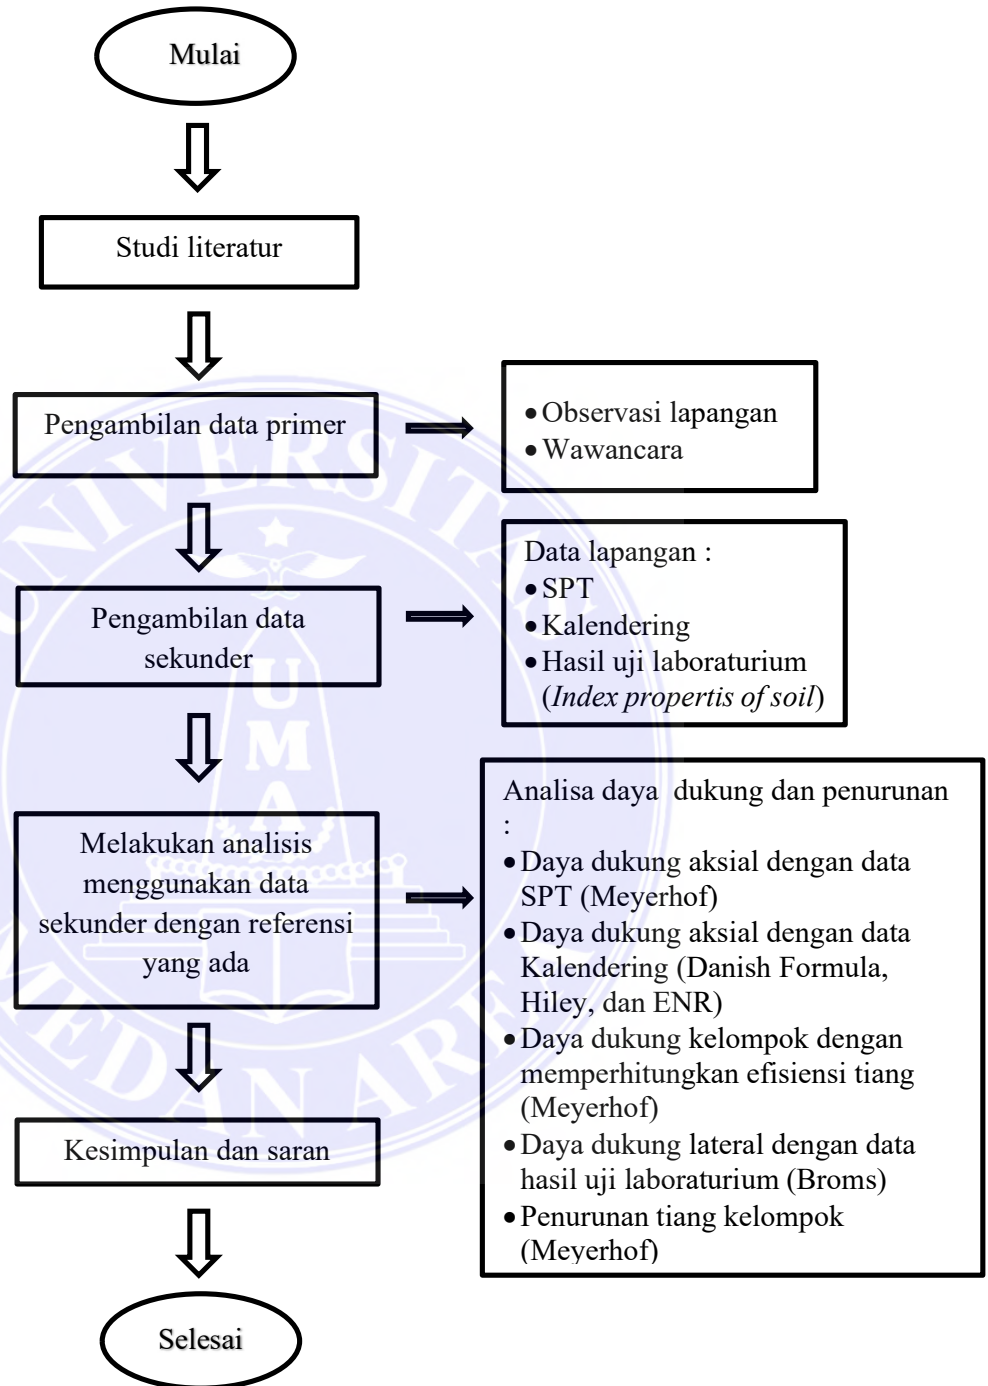 Mulai
Studi literatur
Pengambilan data primer
• Observasi lapangan
• Wawancara
Pengambilan data
sekunder
Data lapangan :
• SPT
• Kalendering
• Hasil uji laboraturium
(Index propertis of soil)
Melakukan analisis
menggunakan data
sekunder dengan referensi
yang ada
Analisa daya  dukung dan penurunan
:
• Daya dukung aksial dengan data
SPT (Meyerhof)
• Daya dukung aksial dengan data
Kalendering (Danish Formula,
Hiley, dan ENR)
• Daya dukung kelompok dengan
memperhitungkan efisiensi tiang
(Meyerhof)
• Daya dukung lateral dengan data
hasil uji laboraturium (Broms)
• Penurunan tiang kelompok
(Meyerhof)
Kesimpulan dan saran
Selesai
UNIVERSITAS
UMA
MEDAN AREA